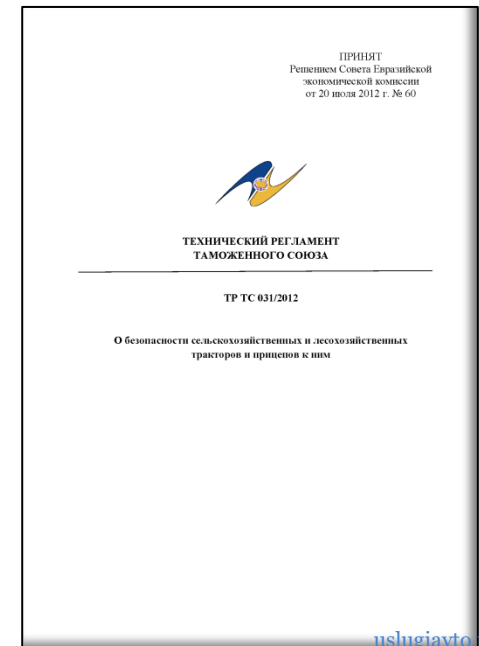 ПРИНЯТ
Решением Совета Евразийской
экономической комиссии
от 20 июля 2012 г. № 60
ТЕХНИЧЕСКИЙ РЕГЛАМЕНТ
ТАМОЖЕННОГО СОЮЗА
ТР ТС 031/2012
О безопасности сельскохозяйственных и лесохозяйственных
тракторов и прицепов к ним
uslugiavto.